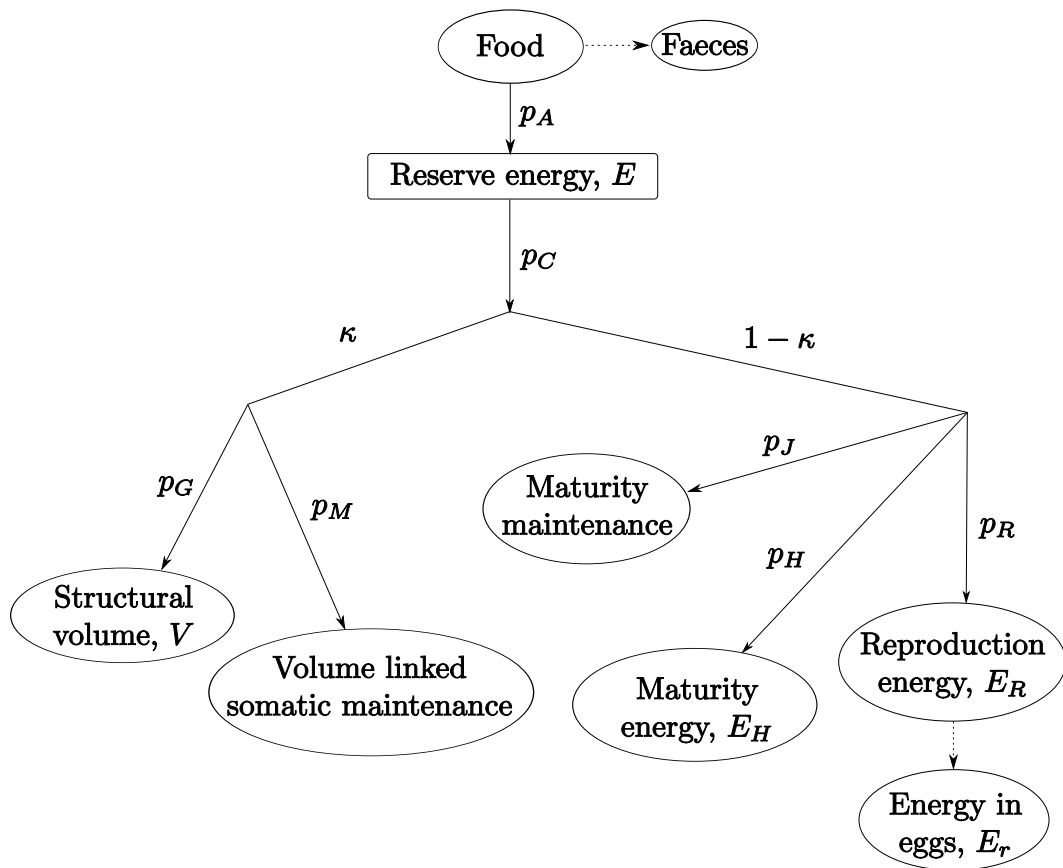 Food
Faeces
p_A
Reserve energy, E
p_C
κ
1 − κ
p_G
p_M
p_J
p_H
p_R
Maturity
maintenance
Structural
volume, V
Volume linked
somatic maintenance
Maturity
energy, E_H
Reproduction
energy, E_R
Energy in
eggs, E_r